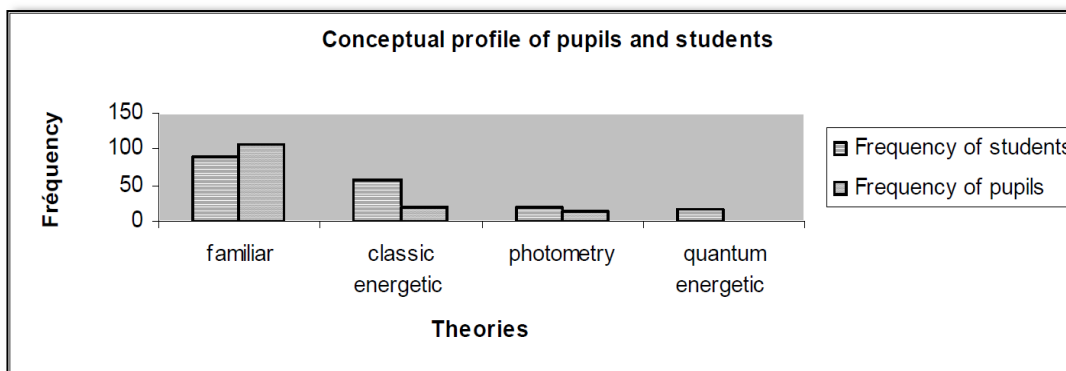 Conceptual profile of pupils and students
Fréquency
150
100
50
0
familiar
classic
energetic
photometry
quantum
energetic
Theories
Frequency of students
Frequency of pupils